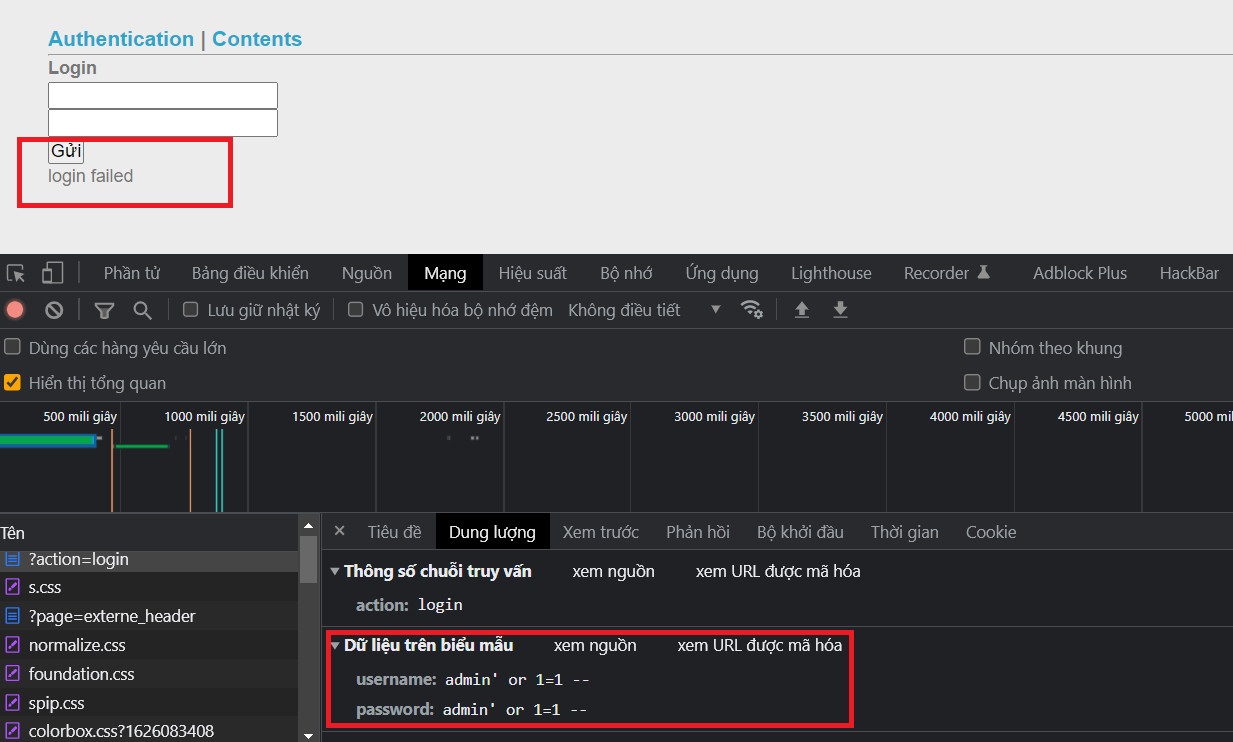 Authentication | Contents
Login
Gửi
login failed
Phần tử Bảng điều khiển Nguồn Mạng Hiệu suất Bộ nhớ Ứng dụng Lighthouse Recorder Adblock Plus HackBar
Lưu giữ nhật ký Vô hiệu hóa bộ nhớ đệm Không điều tiết
Dùng các hàng yêu cầu lớn Nhóm theo khung
Hiển thị tổng quan Chụp ảnh màn hình
500 mili giây 1000 mili giây 1500 mili giây 2000 mili giây 2500 mili giây 3000 mili giây 3500 mili giây 4000 mili giây 4500 mili giây 5000 mili
Tên × Tiêu đề Dung lượng Xem trước Phản hồi Bộ khởi đầu Thời gian Cookie
?action=login
s.css
?page=externe_header
normalize.css
foundation.css
spip.css
colorbox.css?1626083408
Thông số chuỗi truy vấn xem nguồn xem URL được mã hóa
action: login
Dữ liệu trên biểu mẫu xem nguồn xem URL được mã hóa
username: admin' or 1=1 --
password: admin' or 1=1 --